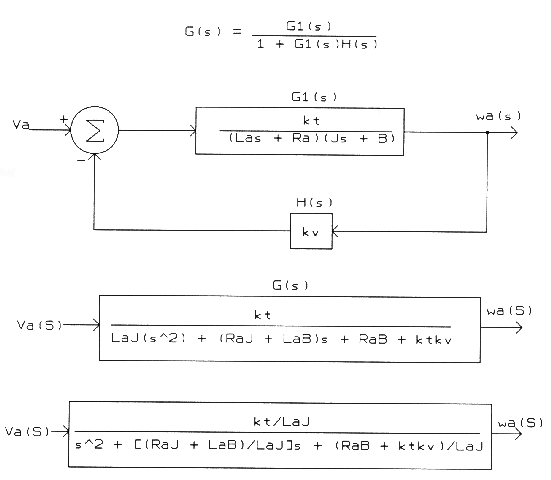 G(s) = G1(s)
1 + G1(s)H(s)
G1(s)
Va
+
Σ
kt
(Las + Ra)(Js + B)
wa(s)
−
H(s)
kv
G(s)
Va(S)
kt
LaJ(s^2) + (RaJ + LaB)s + RaB + ktkv
wa(S)
Va(S)
kt/LaJ
s^2 + [(RaJ + LaB)/LaJ]s + (RaB + ktkv)/LaJ
wa(S)